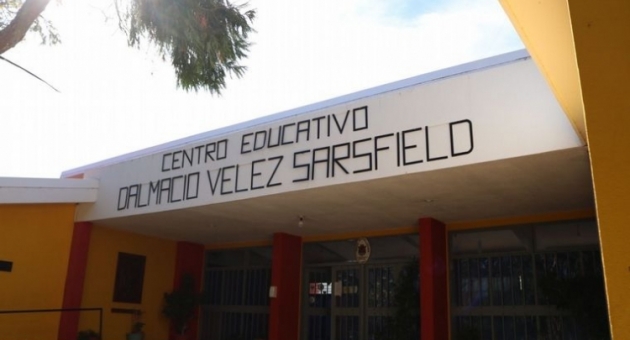 CENTRO EDUCATIVO
DALMACIO VELEZ SARSFIELD